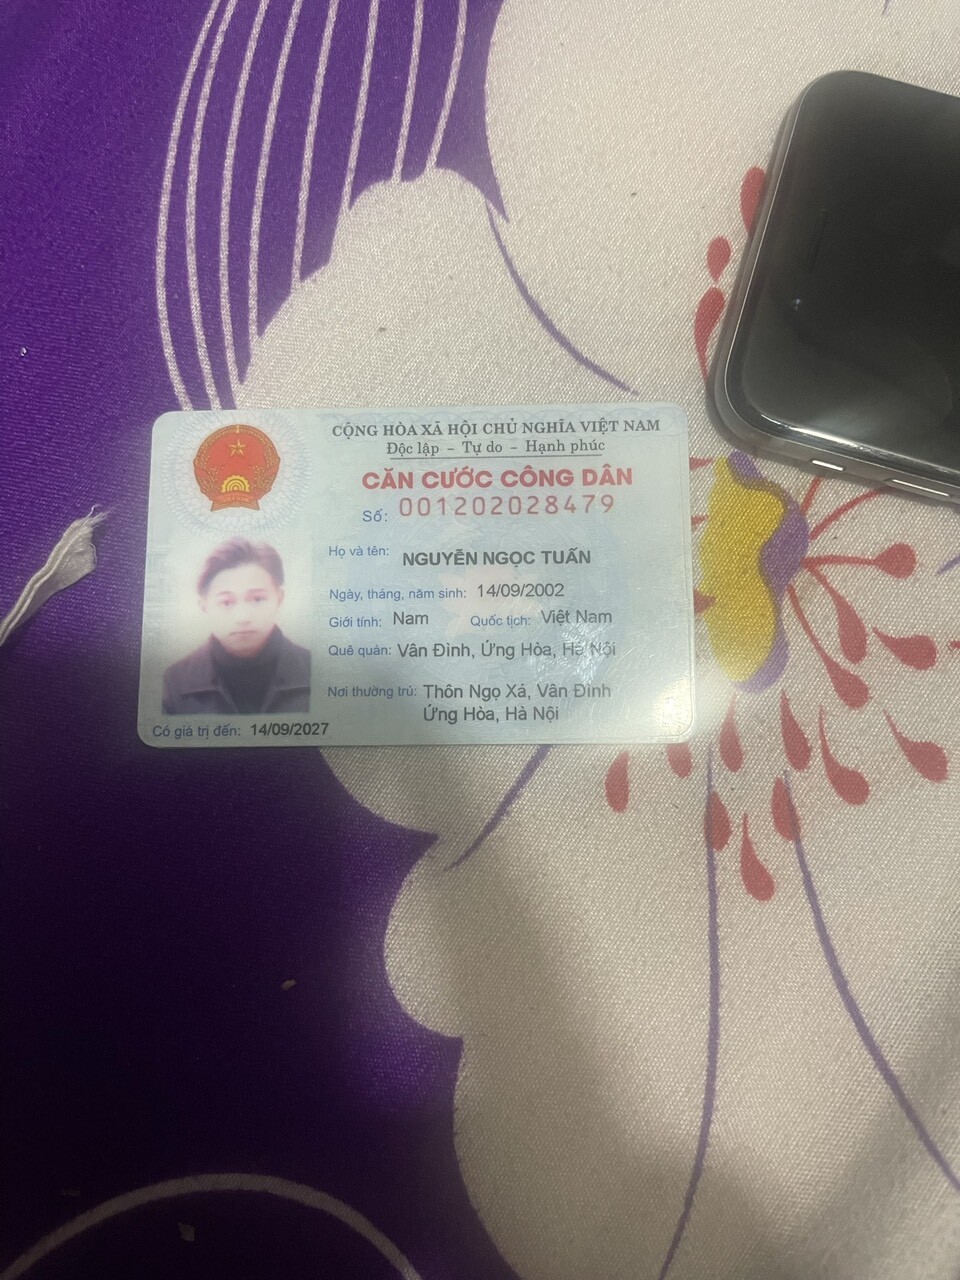 CỘNG HÒA XÃ HỘI CHỦ NGHĨA VIỆT NAM
Độc lập – Tự do – Hạnh phúc
CĂN CƯỚC CÔNG DÂN
Số: 001202028479
Họ và tên: NGUYỄN NGỌC TUẤN
Ngày, tháng, năm sinh: 14/09/2002
Giới tính: Nam Quốc tịch: Việt Nam
Quê quán: Vân Đình, Ứng Hòa, Hà Nội
Nơi thường trú: Thôn Ngọ Xá, Vân Đình
Ứng Hòa, Hà Nội
Có giá trị đến: 14/09/2027